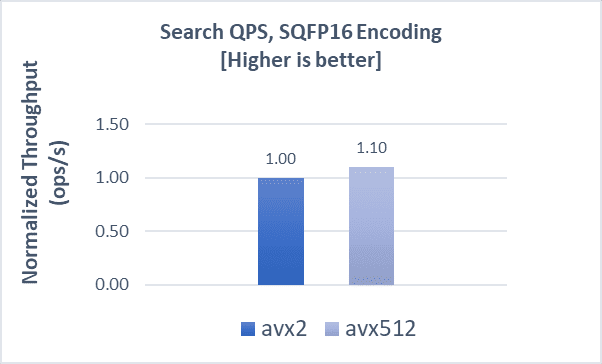 Search QPS, SQFP16 Encoding
[Higher is better]
Normalized Throughput
(ops/s)
1.50
1.00
0.50
0.00
1.00
1.10
avx2
avx512